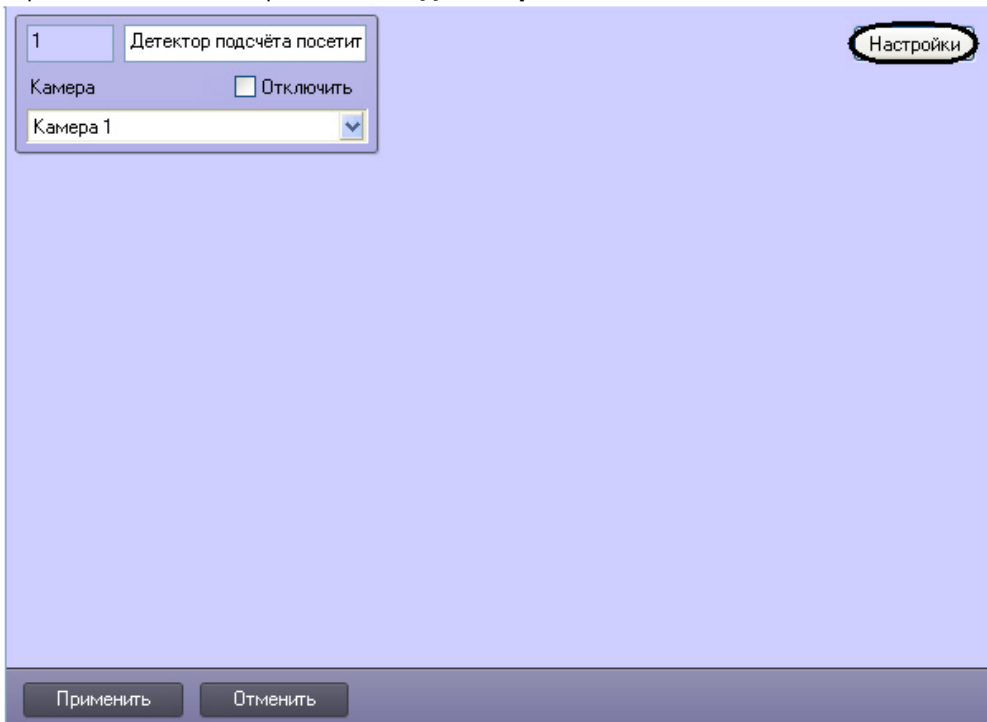 1 Детектор подсчёта посетит
Настройки
Камера Отключить
Камера 1
Применить Отменить